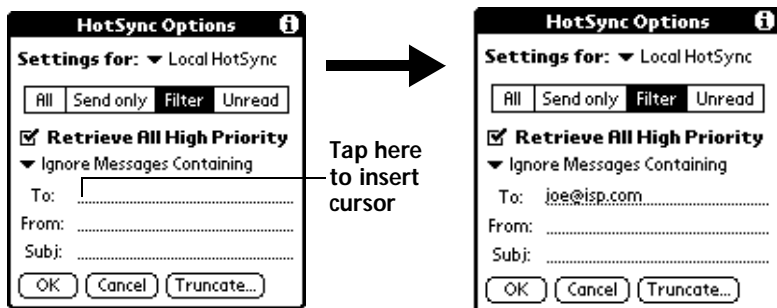 HotSync Options i
Settings for: Local HotSync
All Send only Filter Unread
Retrieve All High Priority
Ignore Messages Containing
To:
From:
Subj:
OK Cancel Truncate...
Tap here
to insert
cursor
HotSync Options i
Settings for: Local HotSync
All Send only Filter Unread
Retrieve All High Priority
Ignore Messages Containing
To: joe@isp.com
From:
Subj:
OK Cancel Truncate...